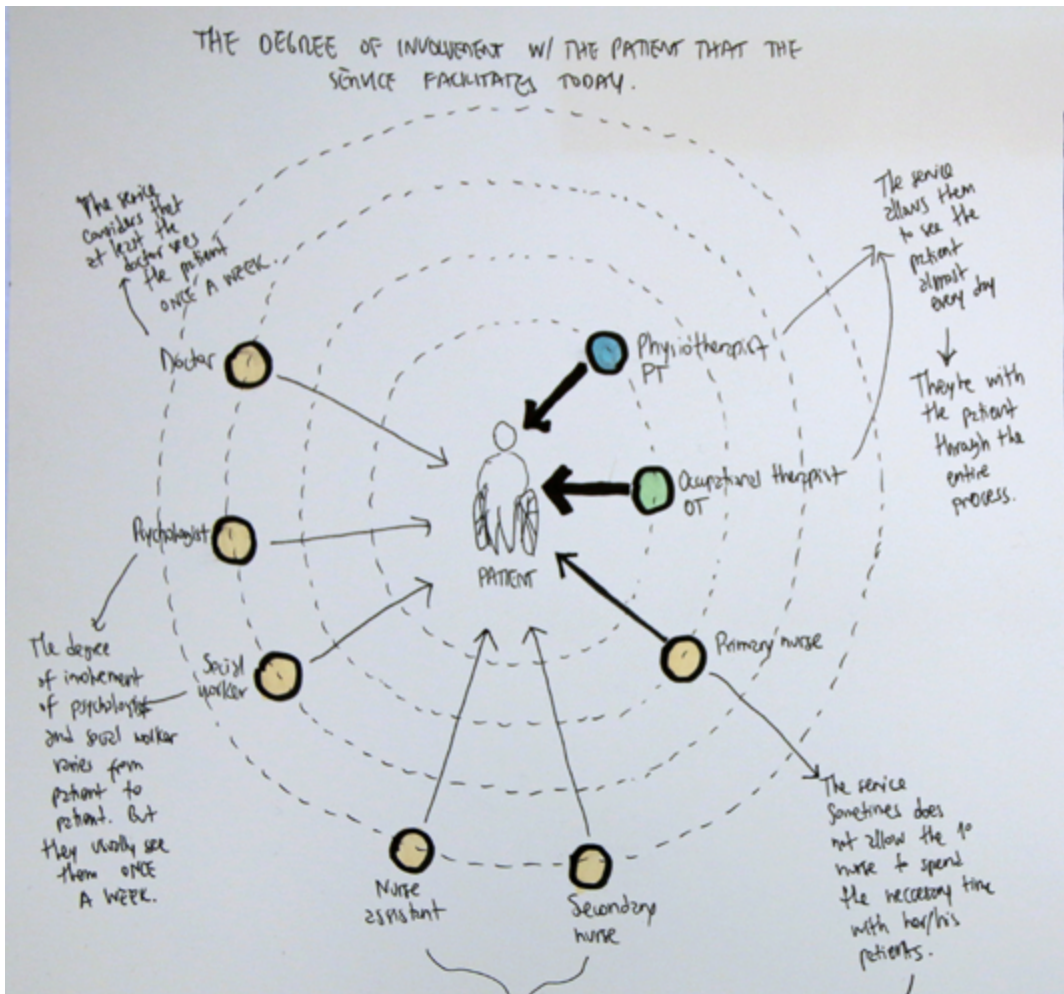 THE DEGREE OF INVOLVEMENT W/ THE PATIENT THAT THE
SERVICE FACILITATES TODAY.
The service
considers that
at least the
doctor sees
the patient
ONCE A WEEK.
Doctor
Psychologist
Social
worker
The degree
of involvement
of psychologist
and social worker
varies from
patient to
patient. But
they usually see
them ONCE
A WEEK.
Physiotherapist
PT
Ocupational therapist
OT
PATIENT
Primary nurse
Nurse
assistant
Secondary
nurse
The service
allows them
to see the
patient
almost
every day
They're with
the patient
through the
entire
process.
The service
sometimes does
not allow the 1º
nurse to spend
the necessary time
with her/his
patients.